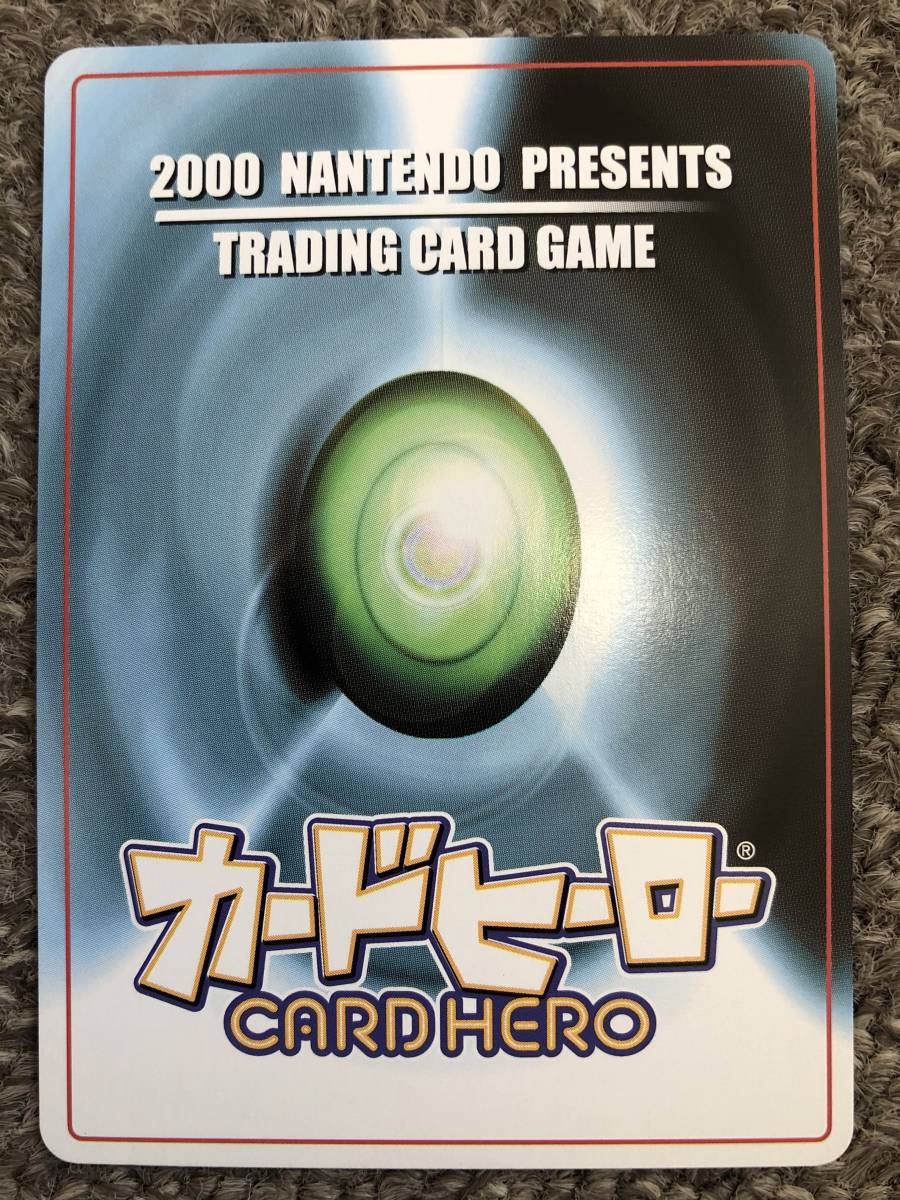 2000 NANTENDO PRESENTS
TRADING CARD GAME
カードヒーロー®
CARD HERO